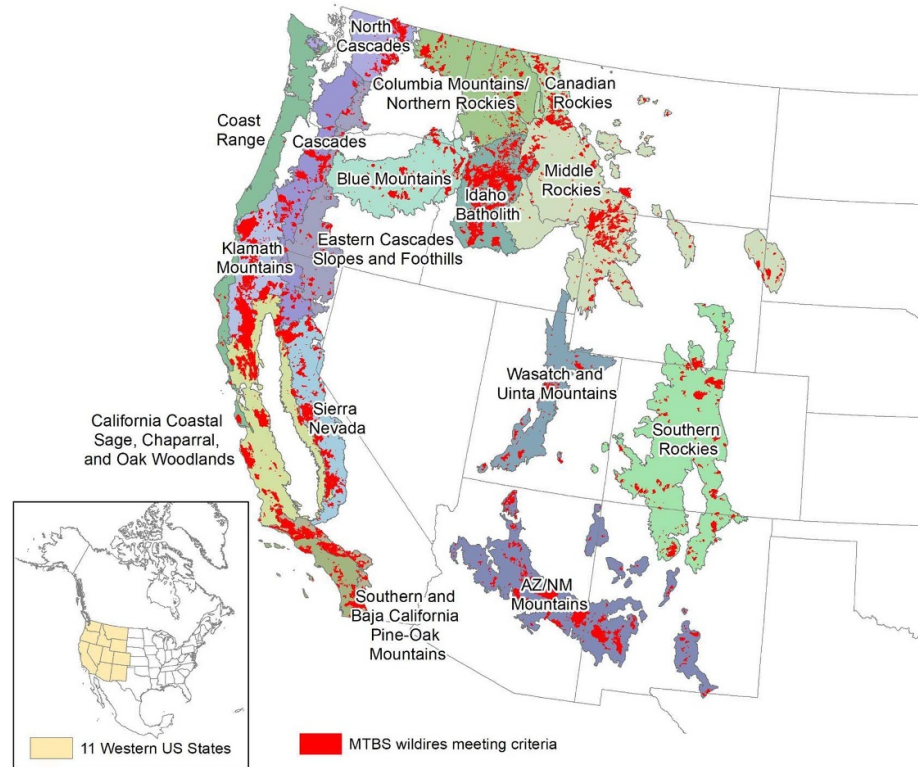 North
Cascades
Columbia Mountains/
Northern Rockies
Canadian
Rockies
Coast
Range
Cascades
Blue Mountains
Idaho
Batholith
Middle
Rockies
Klamath
Mountains
Eastern Cascades
Slopes and Foothills
Wasatch and
Uinta Mountains
California Coastal
Sage, Chaparral,
and Oak Woodlands
Sierra
Nevada
Southern
Rockies
Southern and
Baja California
Pine-Oak
Mountains
AZ/NM
Mountains
11 Western US States
MTBS wildires meeting criteria